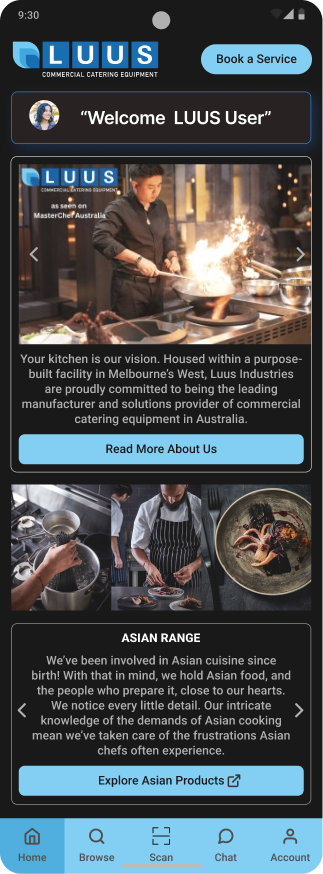 9:30
LUUS
COMMERCIAL CATERING EQUIPMENT
Book a Service
“Welcome LUUS User”
LUUS
COMMERCIAL CATERING EQUIPMENT
as seen on
MasterChef Australia
Your kitchen is our vision. Housed within a purpose-
built facility in Melbourne’s West, Luus Industries
are proudly committed to being the leading
manufacturer and solutions provider of commercial
catering equipment in Australia.
Read More About Us
ASIAN RANGE
We’ve been involved in Asian cuisine since
birth! With that in mind, we hold Asian food, and
the people who prepare it, close to our hearts.
We notice every little detail. Our intricate
knowledge of the demands of Asian cooking
mean we’ve taken care of the frustrations Asian
chefs often experience.
Explore Asian Products
Home Browse Scan Chat Account